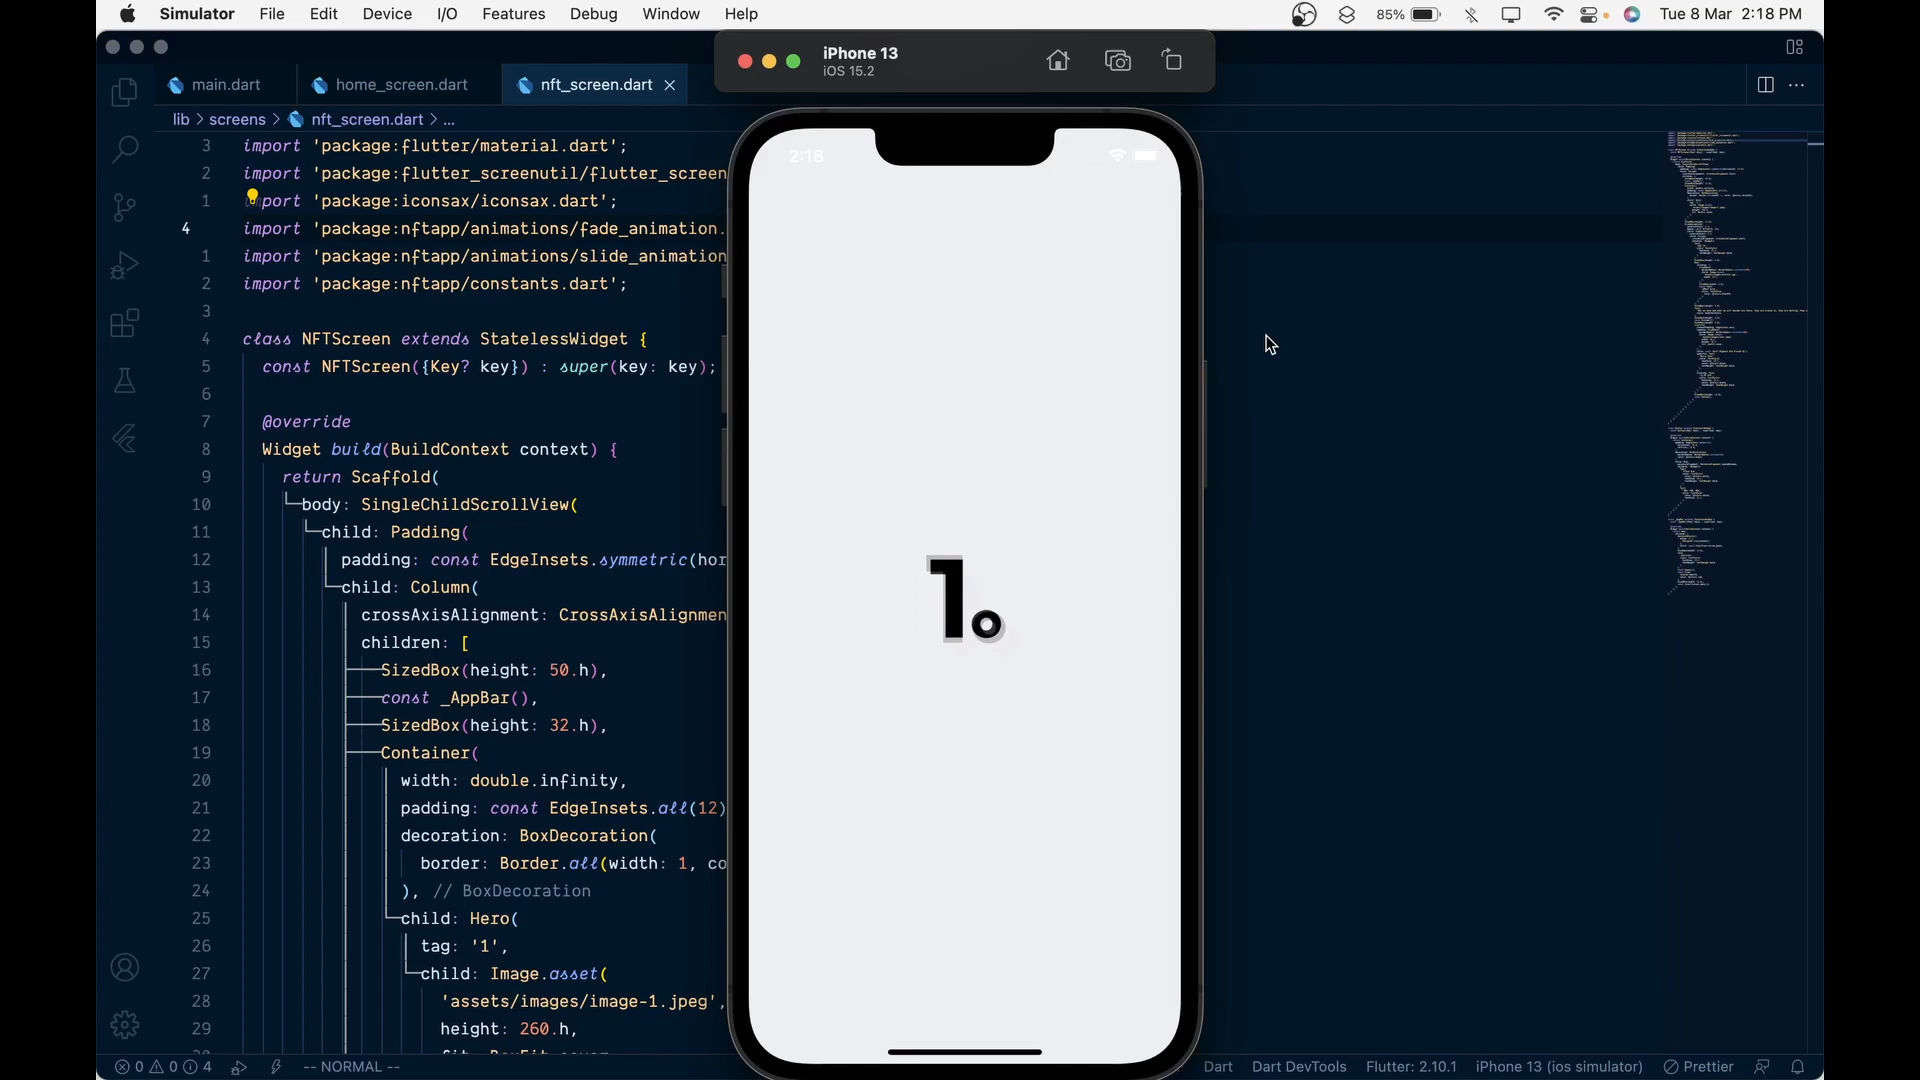 Simulator File Edit Device I/O Features Debug Window Help 85% Tue 8 Mar 2:18 PM
iPhone 13
iOS 15.2
main.dart home_screen.dart nft_screen.dart
lib > screens > nft_screen.dart > ...
3 import 'package:flutter/material.dart';
2 import 'package:flutter_screenutil/flutter_screen
1 import 'package:iconsax/iconsax.dart';
4 import 'package:nftapp/animations/fade_animation.
1 import 'package:nftapp/animations/slide_animation
2 import 'package:nftapp/constants.dart';
3
4 class NFTScreen extends StatelessWidget {
5 const NFTScreen({Key? key}) : super(key: key);
6
7 @override
8 Widget build(BuildContext context) {
9 return Scaffold(
10 body: SingleChildScrollView(
11 child: Padding(
12 padding: const EdgeInsets.symmetric(hor
13 child: Column(
14 crossAxisAlignment: CrossAxisAlignmen
15 children: [
16 SizedBox(height: 50.h),
17 const _AppBar(),
18 SizedBox(height: 32.h),
19 Container(
20 width: double.infinity,
21 padding: const EdgeInsets.all(12)
22 decoration: BoxDecoration(
23 border: Border.all(width: 1, co
24 ), // BoxDecoration
25 child: Hero(
26 tag: '1',
27 child: Image.asset(
28 'assets/images/image-1.jpeg',
29 height: 260.h,
2:18
1.
0 0 4 -- NORMAL -- Dart Dart DevTools Flutter: 2.10.1 iPhone 13 (ios simulator) Prettier